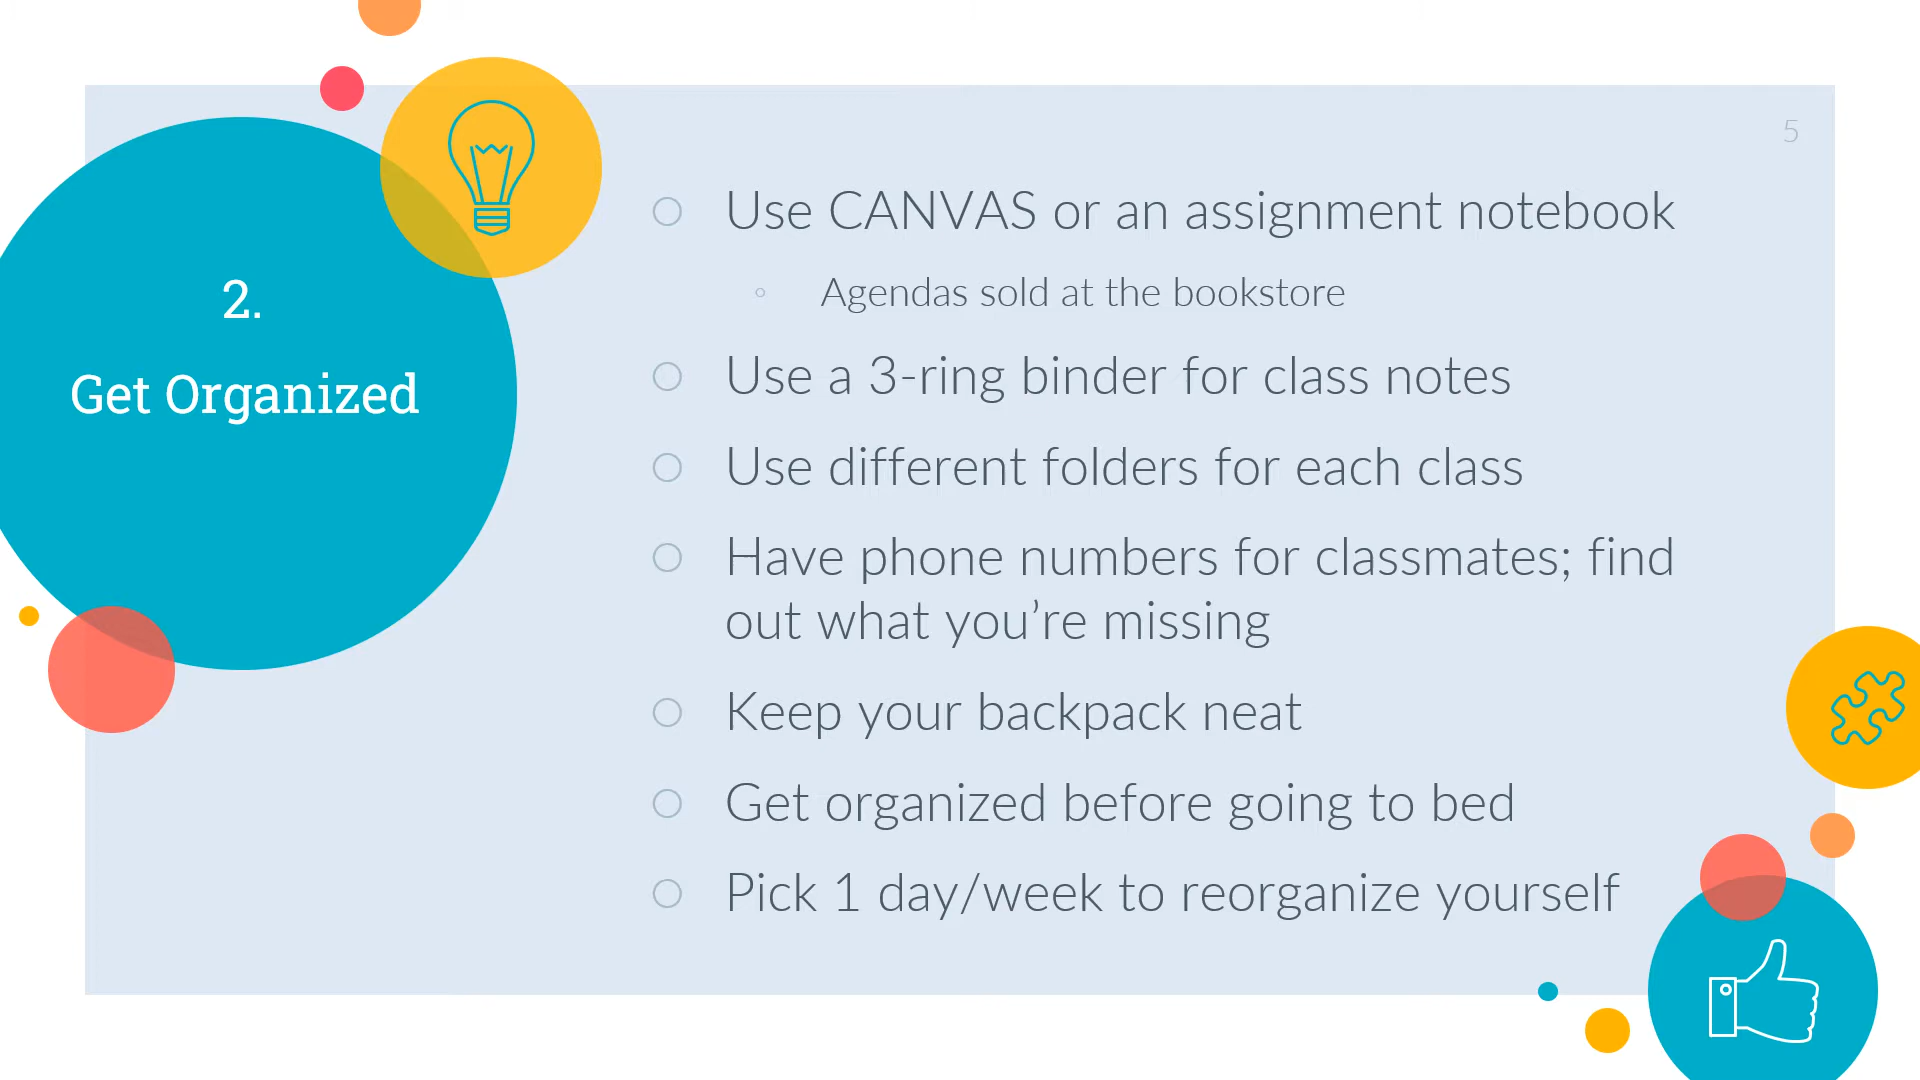 2.
Get Organized
5
Use CANVAS or an assignment notebook
Agendas sold at the bookstore
Use a 3-ring binder for class notes
Use different folders for each class
Have phone numbers for classmates; find
out what you’re missing
Keep your backpack neat
Get organized before going to bed
Pick 1 day/week to reorganize yourself